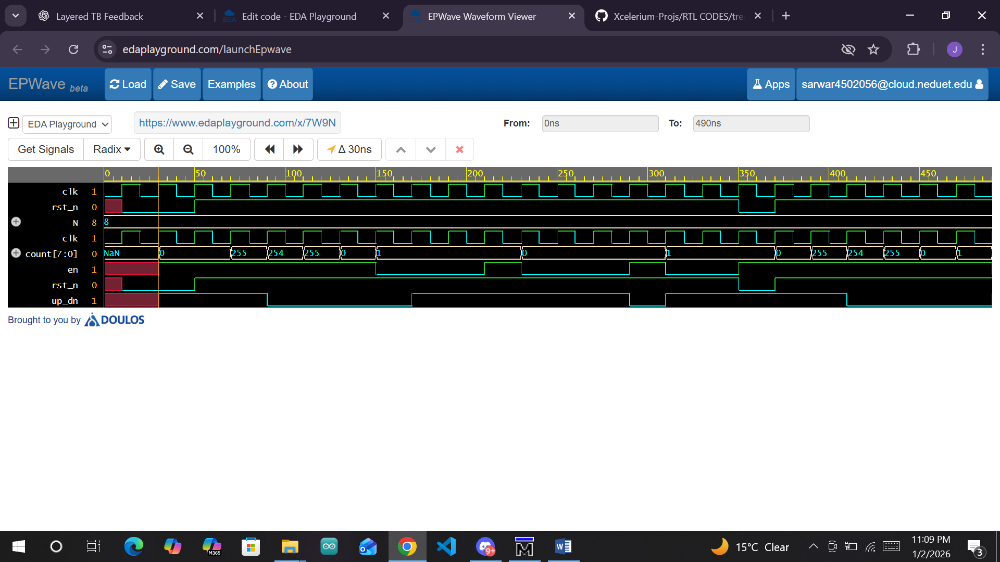 Layered TB Feedback
Edit code - EDA Playground
EPWave Waveform Viewer
Xcelerium-Projs/RTL CODES/tre
edaplayground.com/launchEpwave
J
EPWave beta
Load
Save
Examples
About
Apps
sarwar4502056@cloud.neduet.edu
EDA Playground
https://www.edaplayground.com/x/7W9N
From:
0ns
To:
490ns
Get Signals
Radix
100%
Δ 30ns
0 50 100 150 200 250 300 350 400 450
clk 1
rst_n 0
N 8 8
clk 1
count[7:0] 0 NaN 0 255 254 255 0 1 0 1 0 255 254 255 0 1
en 1
rst_n 0
up_dn 1
Brought to you by DOULOS
M365
9+
15°C Clear
11:09 PM
1/2/2026
3